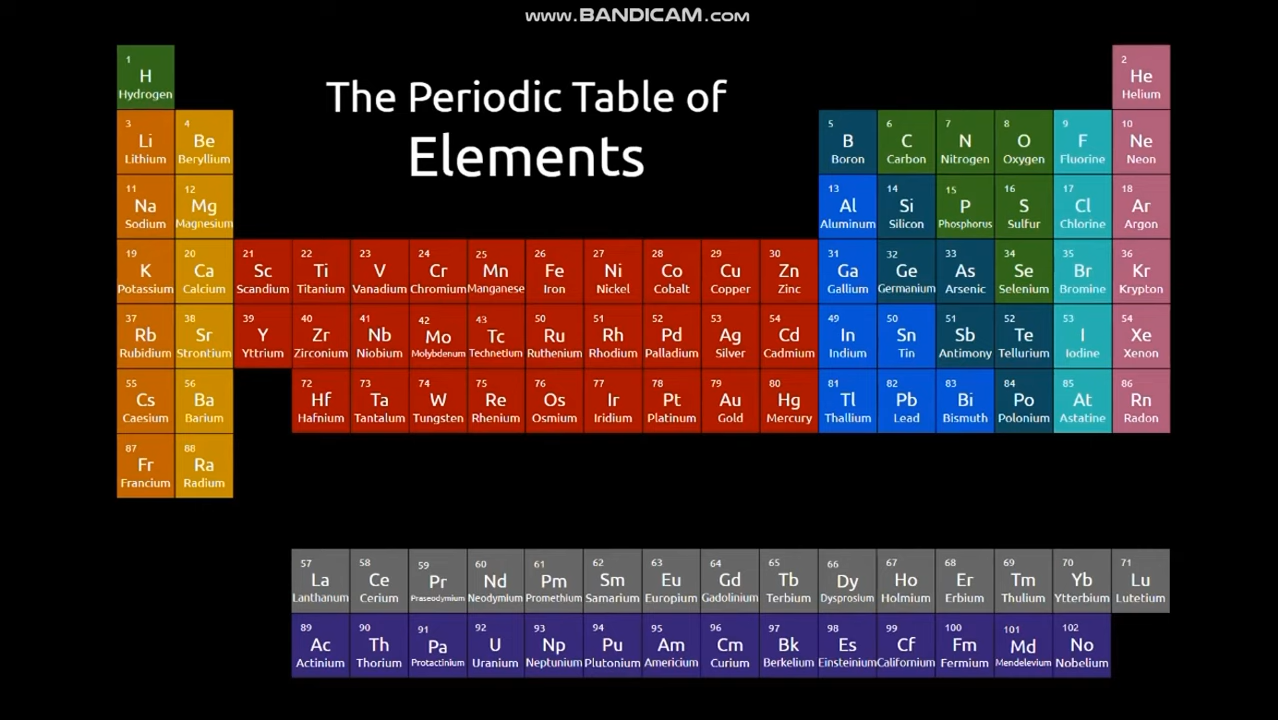 www.BANDICAM.com
1 2
H He
Hydrogen Helium
The Periodic Table of
Elements
3 4 5 6 7 8 9 10
Li Be B C N O F Ne
Lithium Beryllium Boron Carbon Nitrogen Oxygen Fluorine Neon
11 12 13 14 15 16 17 18
Na Mg Al Si P S Cl Ar
Sodium Magnesium Aluminum Silicon Phosphorus Sulfur Chlorine Argon
19 20 21 22 23 24 25 26 27 28 29 30 31 32 33 34 35 36
K Ca Sc Ti V Cr Mn Fe Ni Co Cu Zn Ga Ge As Se Br Kr
Potassium Calcium Scandium Titanium Vanadium Chromium Manganese Iron Nickel Cobalt Copper Zinc Gallium Germanium Arsenic Selenium Bromine Krypton
37 38 39 40 41 42 43 50 51 52 53 54 49 50 51 52 53 54
Rb Sr Y Zr Nb Mo Tc Ru Rh Pd Ag Cd In Sn Sb Te I Xe
Rubidium Strontium Yttrium Zirconium Niobium Molybdenum Technetium Ruthenium Rhodium Palladium Silver Cadmium Indium Tin Antimony Tellurium Iodine Xenon
55 56 72 73 74 75 76 77 78 79 80 81 82 83 84 85 86
Cs Ba Hf Ta W Re Os Ir Pt Au Hg Tl Pb Bi Po At Rn
Caesium Barium Hafnium Tantalum Tungsten Rhenium Osmium Iridium Platinum Gold Mercury Thallium Lead Bismuth Polonium Astatine Radon
87 88
Fr Ra
Francium Radium
57 58 59 60 61 62 63 64 65 66 67 68 69 70 71
La Ce Pr Nd Pm Sm Eu Gd Tb Dy Ho Er Tm Yb Lu
Lanthanum Cerium Praseodymium Neodymium Promethium Samarium Europium Gadolinium Terbium Dysprosium Holmium Erbium Thulium Ytterbium Lutetium
89 90 91 92 93 94 95 96 97 98 99 100 101 102
Ac Th Pa U Np Pu Am Cm Bk Es Cf Fm Md No
Actinium Thorium Protactinium Uranium Neptunium Plutonium Americium Curium Berkelium Einsteinium Californium Fermium Mendelevium Nobelium